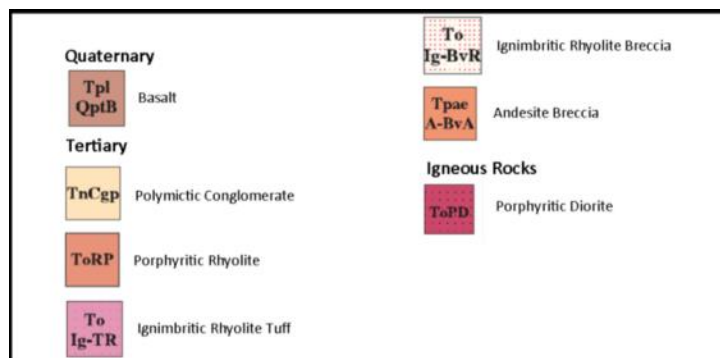 Quaternary
Tpl
QptB
Basalt
Tertiary
TnCgp
Polymictic Conglomerate
ToRP
Porphyritic Rhyolite
To
Ig-TR
Ignimbritic Rhyolite Tuff
To
Ig-BvR
Ignimbritic Rhyolite Breccia
Tpae
A-BvA
Andesite Breccia
Igneous Rocks
ToPD
Porphyritic Diorite